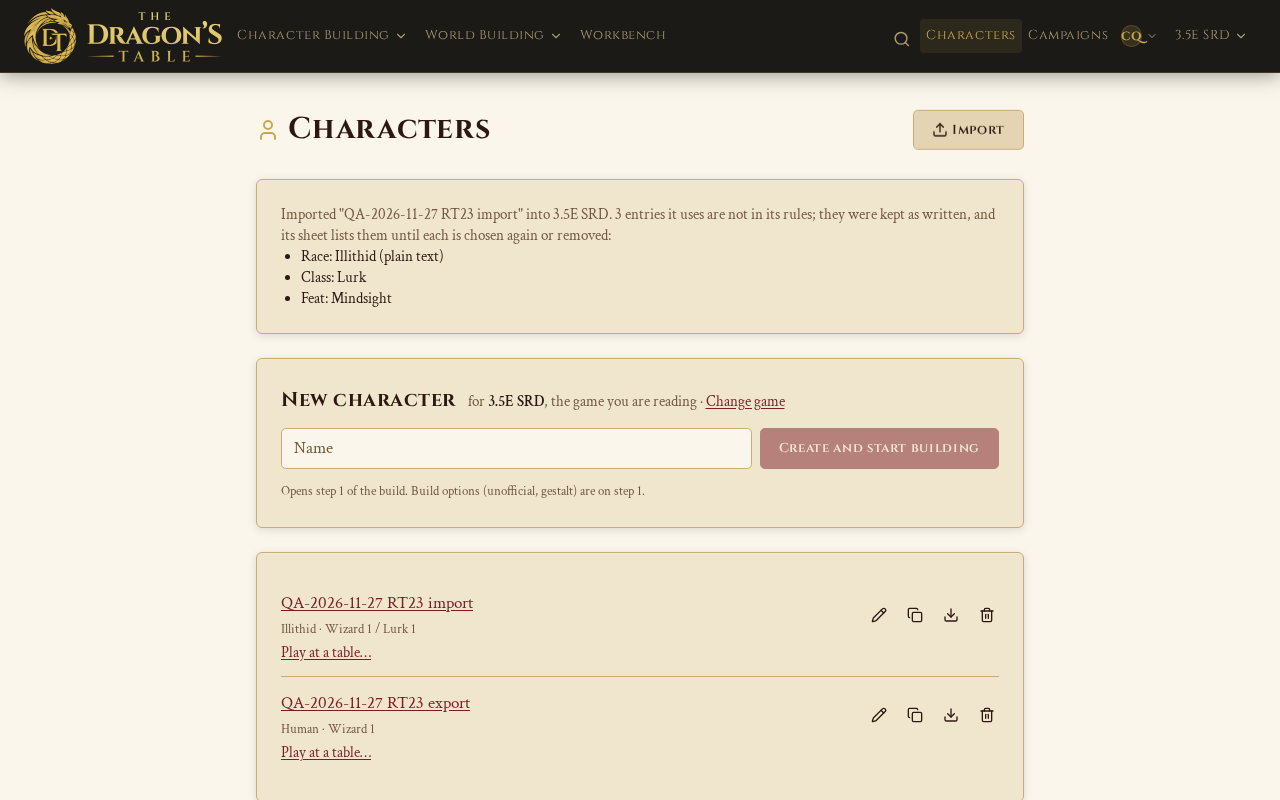 THE
DRAGON'S
TABLE
DT
Character Building
World Building
Workbench
Characters
Campaigns
CQ
3.5E SRD
Characters
Import
Imported "QA-2026-11-27 RT23 import" into 3.5E SRD. 3 entries it uses are not in its rules; they were kept as written, and
its sheet lists them until each is chosen again or removed:
Race: Illithid (plain text)
Class: Lurk
Feat: Mindsight
New character for 3.5E SRD, the game you are reading · Change game
Name
Create and start building
Opens step 1 of the build. Build options (unofficial, gestalt) are on step 1.
QA-2026-11-27 RT23 import
Illithid · Wizard 1 / Lurk 1
Play at a table…
QA-2026-11-27 RT23 export
Human · Wizard 1
Play at a table…